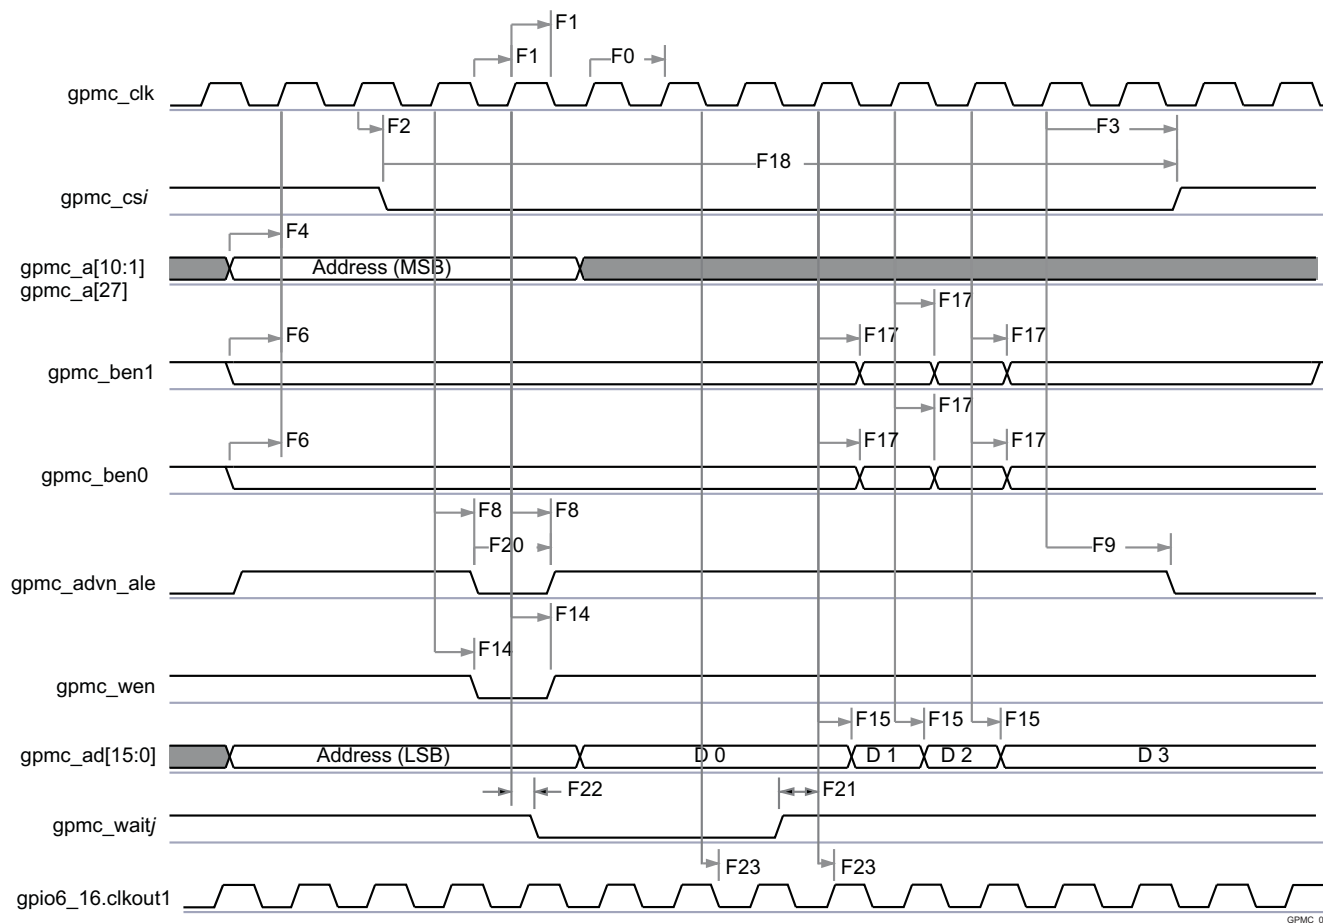 F1
F1
F0
gpmc_clk
F2
F3
F18
gpmc_csi
F4
gpmc_a[10:1]
Address (MSB)
gpmc_a[27]
F17
F6
F17
F17
gpmc_ben1
F17
F6
F17
F17
gpmc_ben0
F8
F8
F20
F9
gpmc_advn_ale
F14
F14
gpmc_wen
F15
F15
F15
gpmc_ad[15:0]
Address (LSB)
D 0
D 1
D 2
D 3
F22
F21
gpmc_waitj
F23
F23
gpio6_16.clkout1